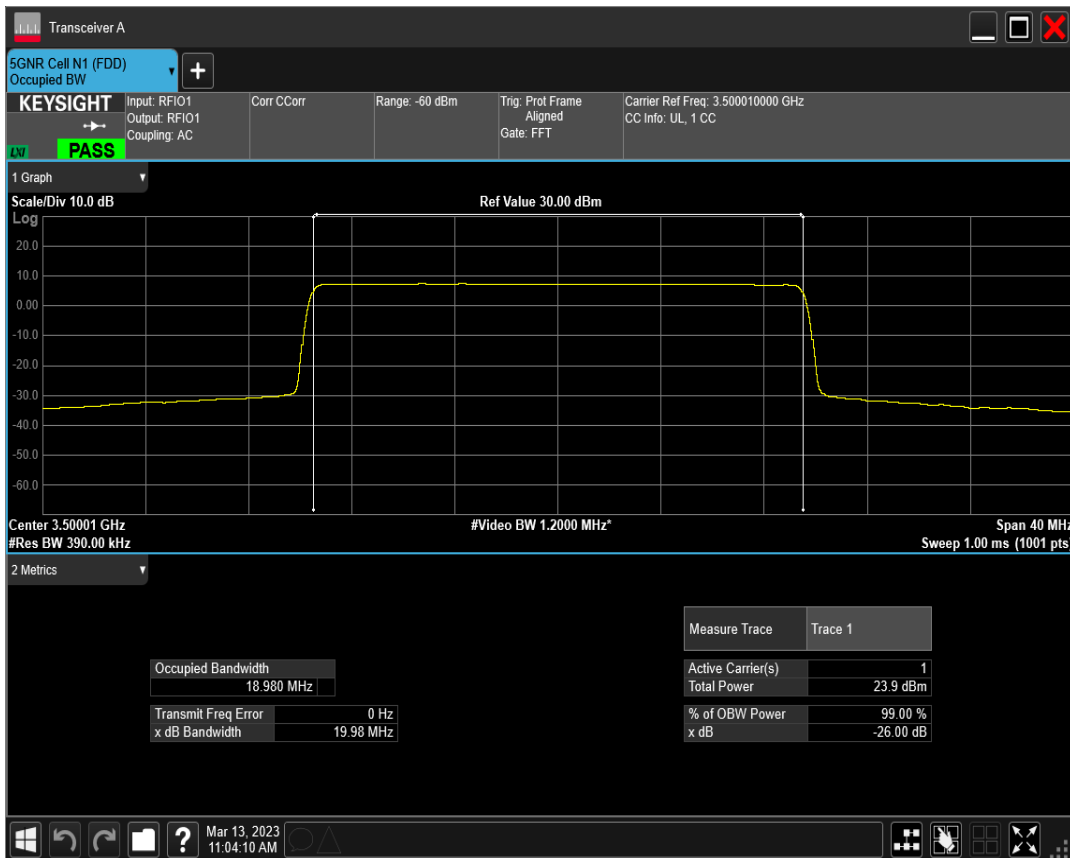 Transceiver A
5GNR Cell N1 (FDD)
Occupied BW
+
KEYSIGHT
LXI
PASS
Input: RFIO1
Output: RFIO1
Coupling: AC
Corr CCorr
Range: -60 dBm
Trig: Prot Frame
Aligned
Gate: FFT
Carrier Ref Freq: 3.500010000 GHz
CC Info: UL, 1 CC
1 Graph
Scale/Div 10.0 dB
Ref Value 30.00 dBm
Log
20.0
10.0
0.00
-10.0
-20.0
-30.0
-40.0
-50.0
-60.0
Center 3.50001 GHz
#Video BW 1.2000 MHz*
Span 40 MHz
#Res BW 390.00 kHz
Sweep 1.00 ms (1001 pts)
2 Metrics
Measure Trace Trace 1
Occupied Bandwidth
18.980 MHz
Active Carrier(s) 1
Total Power 23.9 dBm
Transmit Freq Error 0 Hz
x dB Bandwidth 19.98 MHz
% of OBW Power 99.00 %
x dB -26.00 dB
?
Mar 13, 2023
11:04:10 AM